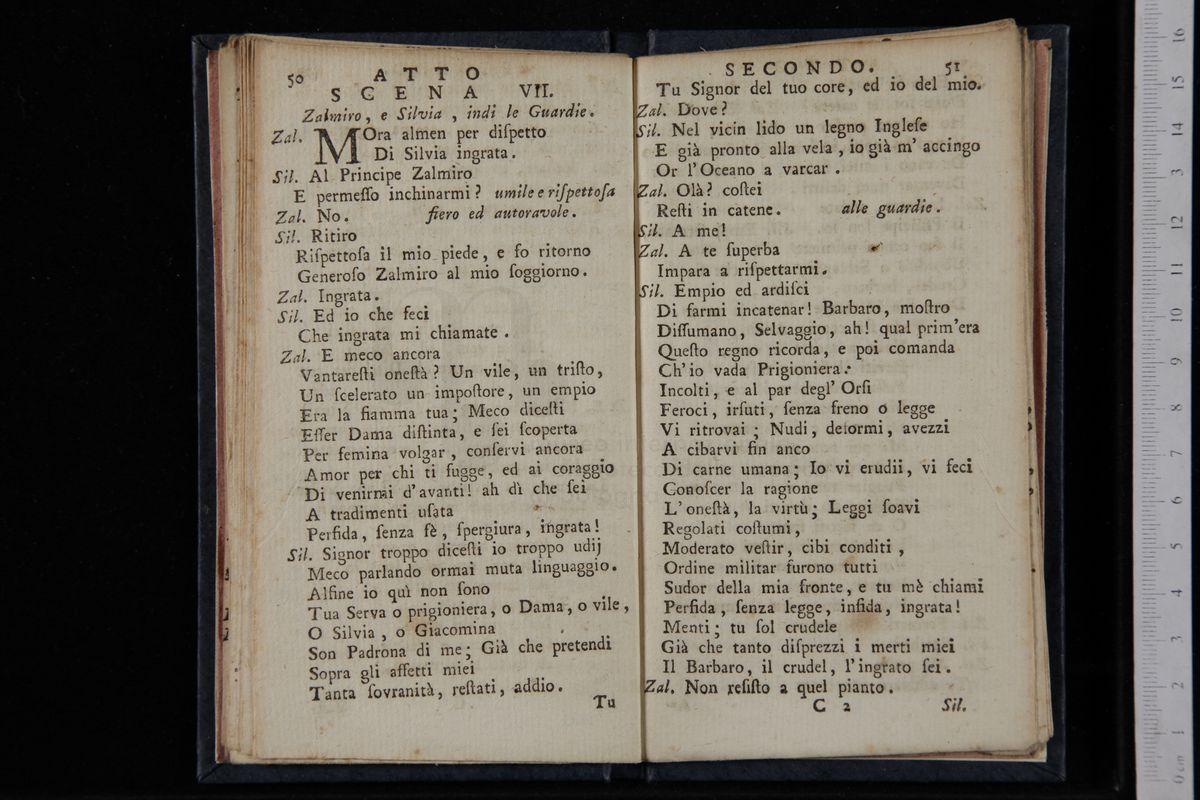 50
ATTO
SCENA VII.
Zalmiro, e Silvia, indi le Guardie.
Zal. MOra almen per diſpetto
Di Silvia ingrata.
Sil. Al Principe Zalmiro
E permeſſo inchinarmi? umile e riſpettoſa
Zal. No. fiero ed autoravole.
Sil. Ritiro
Riſpettoſa il mio piede, e fo ritorno
Generoſo Zalmiro al mio ſoggiorno.
Zal. Ingrata.
Sil. Ed io che feci
Che ingrata mi chiamate.
Zal. E meco ancora
Vantareſti oneſtà? Un vile, un triſto,
Un ſcelerato un impoſtore, un empio
Era la fiamma tua; Meco diceſti
Eſſer Dama diſtinta, e ſei ſcoperta
Per femina volgar, conſervi ancora
Amor per chi ti fugge, ed ai coraggio
Di venirmi d'avanti! ah dì che ſei
A tradimenti uſata
Perfida, ſenza fè, ſpergiura, ingrata!
Sil. Signor troppo diceſti io troppo udij
Meco parlando ormai muta linguaggio.
Alfine io quì non ſono
Tua Serva o prigioniera, o Dama, o vile,
O Silvia, o Giacomina
Son Padrona di me; Già che pretendi
Sopra gli affetti miei
Tanta ſovranità, reſtati, addio.
Tu
SECONDO. 51
Tu Signor del tuo core, ed io del mio.
Zal. Dove?
Sil. Nel vicin lido un legno Ingleſe
E già pronto alla vela, io già m' accingo
Or l'Oceano a varcar.
Zal. Olà? coſtei
Reſti in catene. alle guardie.
Sil. A me!
Zal. A te ſuperba
Impara a riſpettarmi.
Sil. Empio ed ardiſci
Di farmi incatenar! Barbaro, moſtro
Diſſumano, Selvaggio, ah! qual prim'era
Queſto regno ricorda, e poi comanda
Ch'io vada Prigioniera:
Incolti, e al par degl' Orſi
Feroci, irſuti, ſenza freno o legge
Vi ritrovai; Nudi, deformi, avezzi
A cibarvi fin anco
Di carne umana; Io vi erudii, vi feci
Conoſcer la ragione
L'oneſtà, la virtù; Leggi ſoavi
Regolati coſtumi,
Moderato veſtir, cibi conditi,
Ordine militar furono tutti
Sudor della mia fronte, e tu mè chiami
Perfida, ſenza legge, infida, ingrata!
Menti; tu ſol crudele
Già che tanto diſprezzi i merti miei
Il Barbaro, il crudel, l'ingrato ſei.
Zal. Non reſiſto a quel pianto.
C 2 Sil.